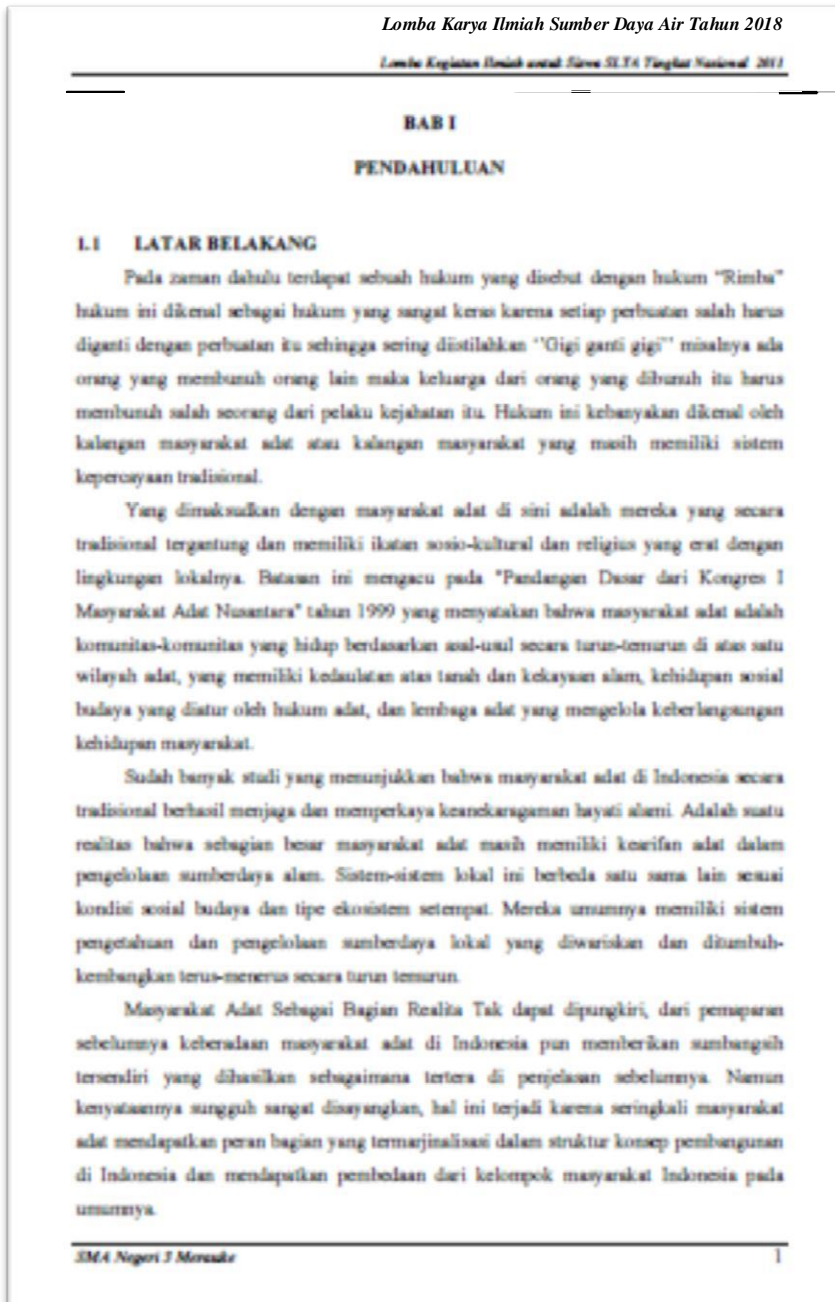 Lomba Karya Ilmiah Sumber Daya Air Tahun 2018
Lomba Kegiatan Ilmiah untuk Siswa SLTA Tingkat Nasional 2011
BAB I
PENDAHULUAN
1.1 LATAR BELAKANG
Pada zaman dahulu terdapat sebuah hukum yang disebut dengan hukum “Rimba”
hukum ini dikenal sebagai hukum yang sangat keras karena setiap perbuatan salah harus
diganti dengan perbuatan itu sehingga sering diistilahkan ‘‘Gigi ganti gigi’’ misalnya ada
orang yang membunuh orang lain maka keluarga dari orang yang dibunuh itu harus
membunuh salah seorang dari pelaku kejahatan itu. Hukum ini kebanyakan dikenal oleh
kalangan masyarakat adat atau kalangan masyarakat yang masih memiliki sistem
kepercayaan tradisional.
Yang dimaksudkan dengan masyarakat adat di sini adalah mereka yang secara
tradisional tergantung dan memiliki ikatan sosio-kultural dan religius yang erat dengan
lingkungan lokalnya. Batasan ini mengacu pada "Pandangan Dasar dari Kongres I
Masyarakat Adat Nusantara" tahun 1999 yang menyatakan bahwa masyarakat adat adalah
komunitas-komunitas yang hidup berdasarkan asal-usul secara turun-temurun di atas satu
wilayah adat, yang memiliki kedaulatan atas tanah dan kekayaan alam, kehidupan sosial
budaya yang diatur oleh hukum adat, dan lembaga adat yang mengelola keberlangsungan
kehidupan masyarakat.
Sudah banyak studi yang menunjukkan bahwa masyarakat adat di Indonesia secara
tradisional berhasil menjaga dan memperkaya keanekaragaman hayati alami. Adalah suatu
realitas bahwa sebagian besar masyarakat adat masih memiliki kearifan adat dalam
pengelolaan sumberdaya alam. Sistem-sistem lokal ini berbeda satu sama lain sesuai
kondisi sosial budaya dan tipe ekosistem setempat. Mereka umumnya memiliki sistem
pengetahuan dan pengelolaan sumberdaya lokal yang diwariskan dan ditumbuh-
kembangkan terus-menerus secara turun temurun.
Masyarakat Adat Sebagai Bagian Realita Tak dapat dipungkiri, dari pemaparan
sebelumnya keberadaan masyarakat adat di Indonesia pun memberikan sumbangsih
tersendiri yang dihasilkan sebagaimana tertera di penjelasan sebelumnya. Namun
kenyataannya sungguh sangat disayangkan, hal ini terjadi karena seringkali masyarakat
adat mendapatkan peran bagian yang termarjinalisasi dalam struktur konsep pembangunan
di Indonesia dan mendapatkan pembedaan dari kelompok masyarakat Indonesia pada
umumnya.
SMA Negeri 3 Merauke 1